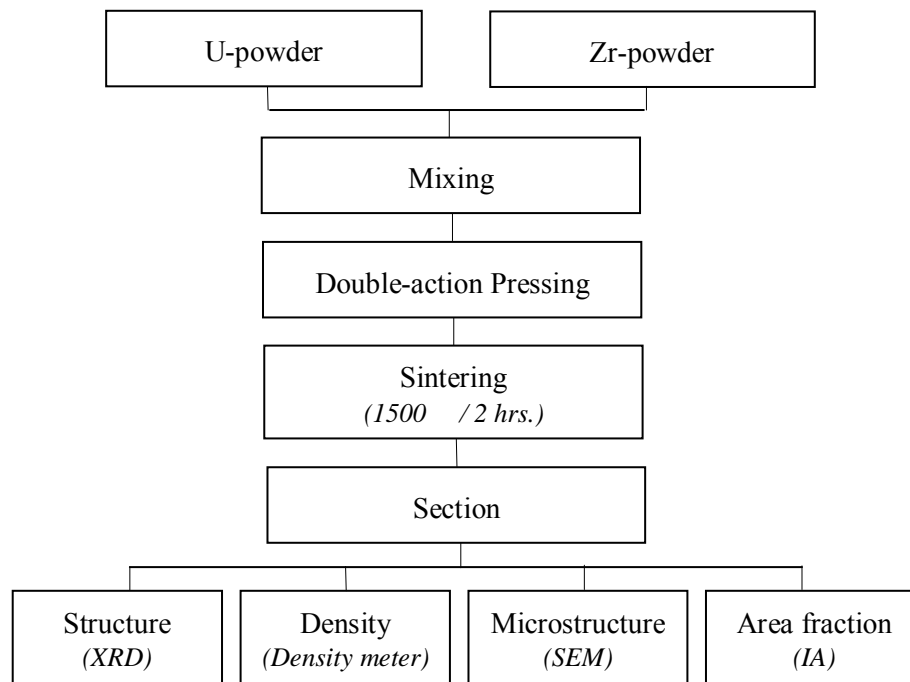 U-powder
Zr-powder
Mixing
Double-action Pressing
Sintering
(1500 / 2 hrs.)
Section
Structure
(XRD)
Density
(Density meter)
Microstructure
(SEM)
Area fraction
(IA)